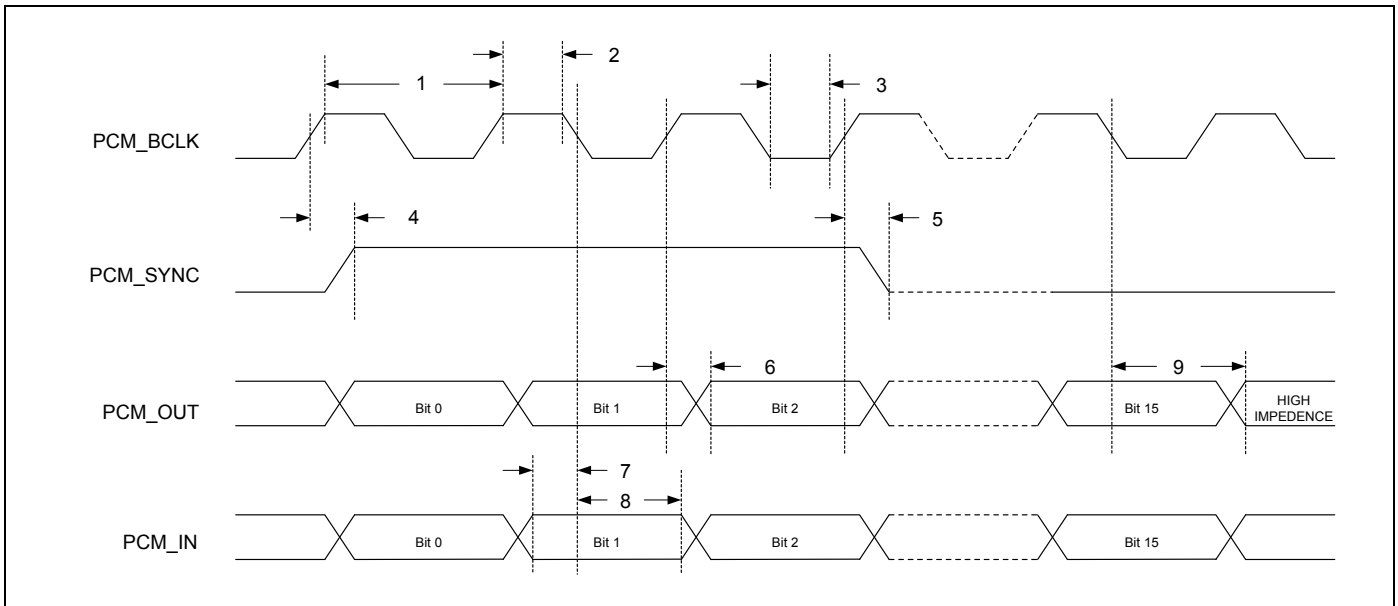 1
2
3
PCM_BCLK
4
5
PCM_SYNC
6
9
PCM_OUT
Bit 0
Bit 1
Bit 2
Bit 15
HIGH
IMPEDENCE
7
8
PCM_IN
Bit 0
Bit 1
Bit 2
Bit 15